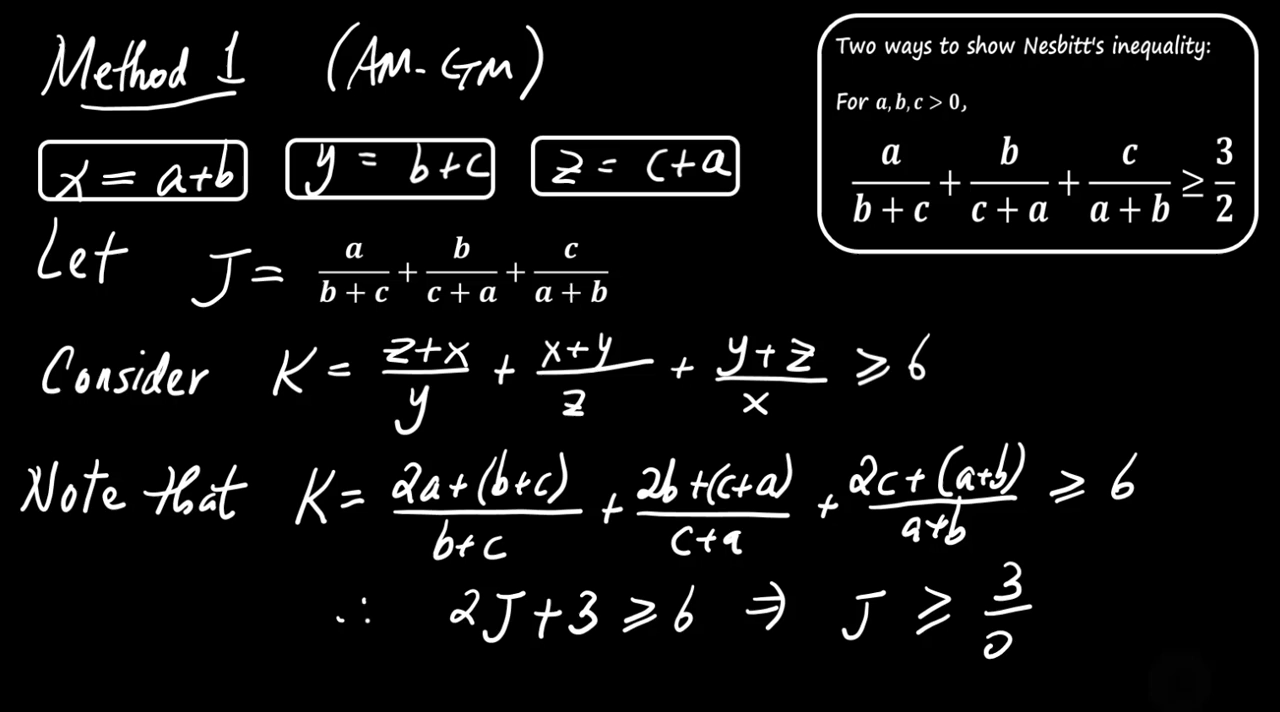 Method 1 (AM-GM)
Two ways to show Nesbitt's inequality:
For a, b, c > 0,
a/(b + c) + b/(c + a) + c/(a + b) ≥ 3/2
x = a+b y = b+c z = c+a
Let J = a/(b + c) + b/(c + a) + c/(a + b)
Consider K = (z+x)/y + (x+y)/z + (y+z)/x ⩾ 6
Note that K = (2a+(b+c))/(b+c) + (2b+(c+a))/(c+a) + (2c+(a+b))/(a+b) ⩾ 6
∴ 2J+3 ⩾ 6 ⇒ J ⩾ 3/